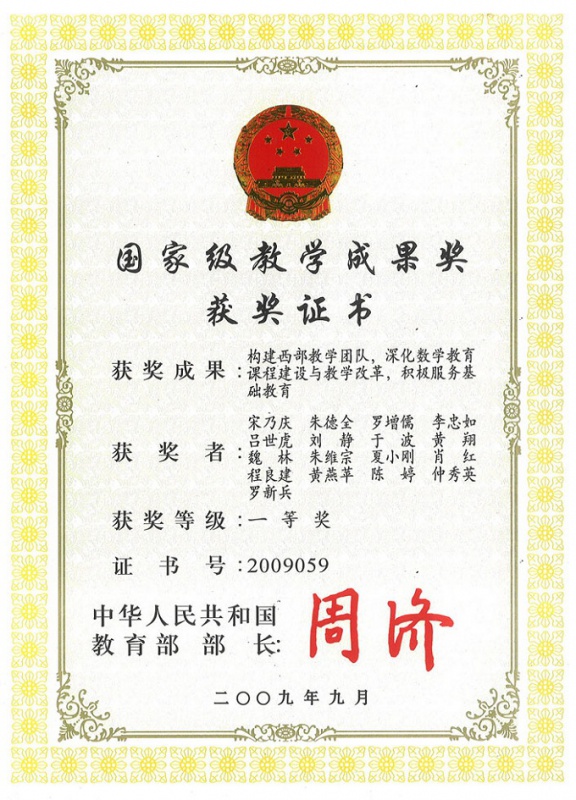 国家级教学成果奖
获奖证书
获奖成果:构建西部教学团队，深化数学教育
课程建设与教学改革，积极服务基
础教育
获奖者:宋乃庆 朱德全 罗增儒 李忠如
吕世虎 刘静 于波 黄翔
魏林 朱维宗 夏小刚 肖红
程良建 黄燕苹 陈婷 仲秀英
罗新兵
获奖等级:一等奖
证书号:2009059
中华人民共和国
教育部部长:周济
二〇〇九年九月